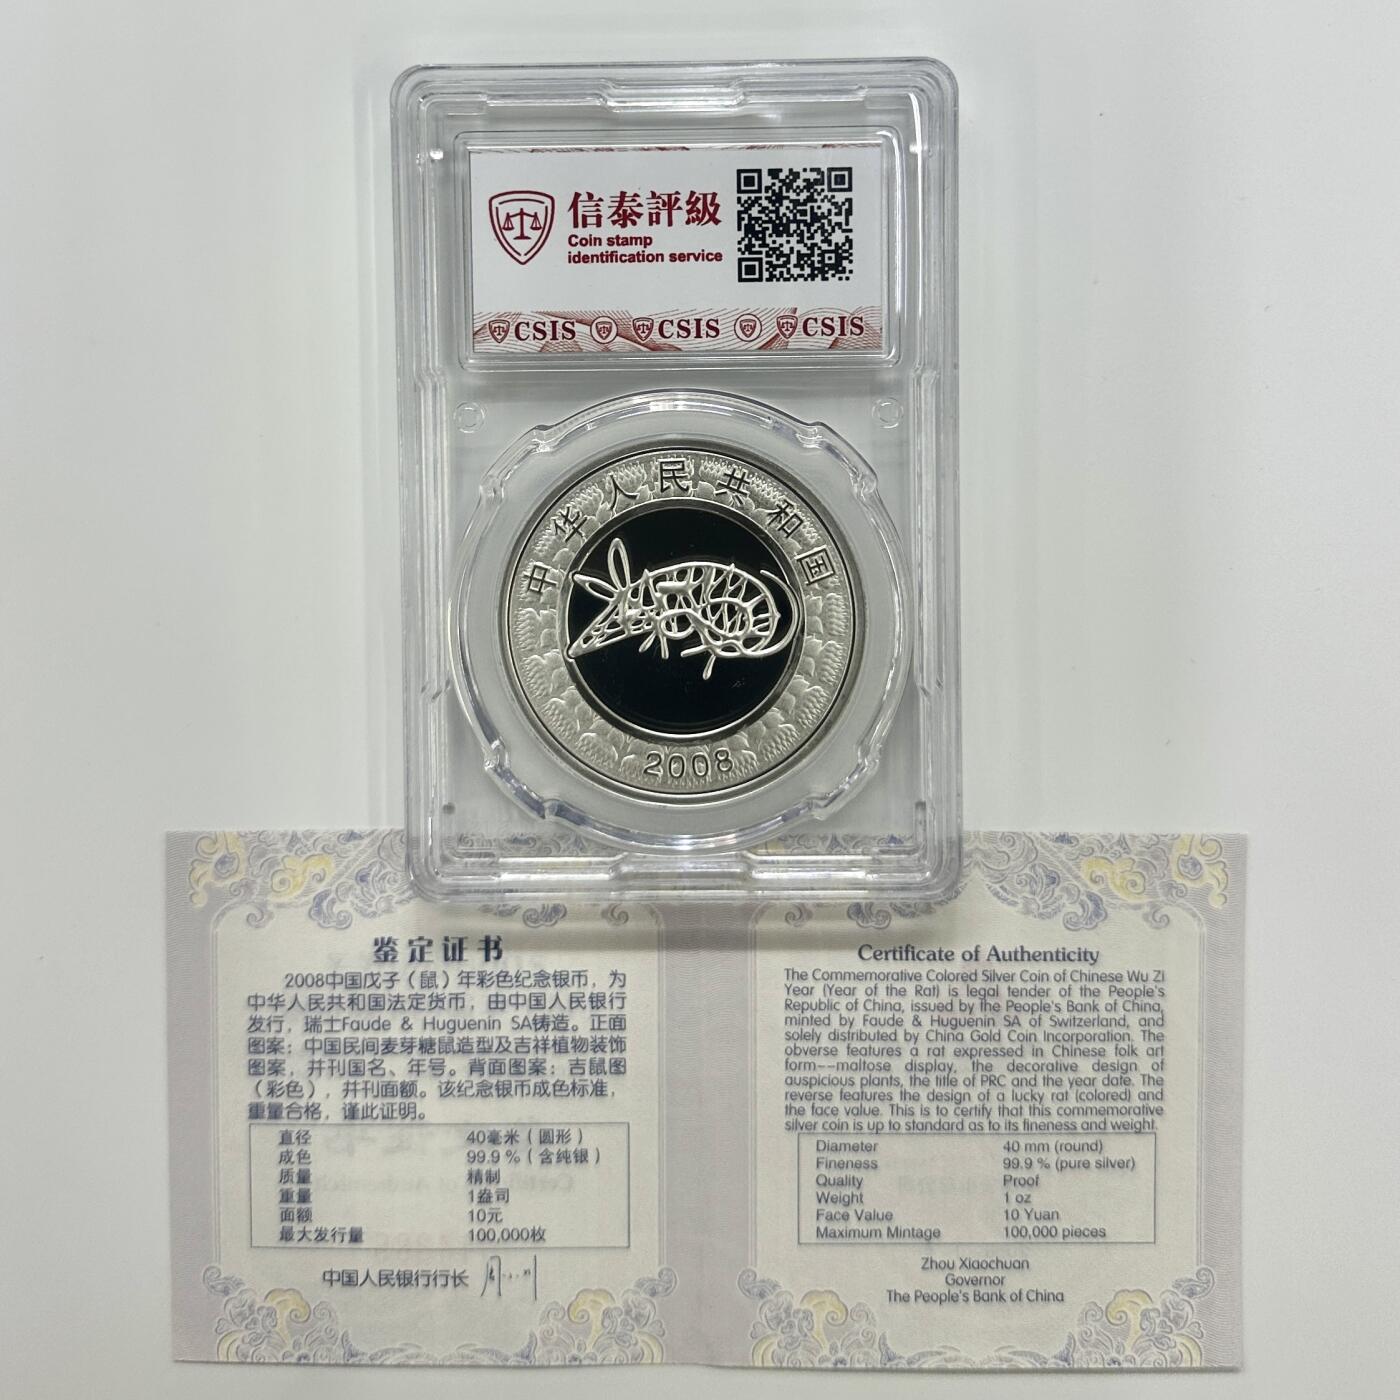 信泰評級
Coin stamp
identification service
CSIS CSIS CSIS
中华人民共和国
2008
鉴定证书
2008中国戊子（鼠）年彩色纪念银币，为
中华人民共和国法定货币，由中国人民银行
发行，瑞士Faude & Huguenin SA铸造。正面
图案：中国民间麦芽糖鼠造型及吉祥植物装饰
图案，并刊国名、年号。背面图案：吉鼠图
（彩色），并刊面额。该纪念银币成色标准，
重量合格，谨此证明。
直径 40毫米（圆形）
成色 99.9%（含纯银）
质量 精制
重量 1盎司
面额 10元
最大发行量 100,000枚
中国人民银行行长
Certificate of Authenticity
The Commemorative Colored Silver Coin of Chinese Wu Zi
Year (Year of the Rat) is legal tender of the People's
Republic of China, issued by the People's Bank of China,
minted by Faude & Huguenin SA of Switzerland, and
solely distributed by China Gold Coin Incorporation. The
obverse features a rat expressed in Chinese folk art
form--maltose display, the decorative design of
auspicious plants, the title of PRC and the year date. The
reverse features the design of a lucky rat (colored) and
the face value. This is to certify that this commemorative
silver coin is up to standard as to its fineness and weight.
Diameter 40 mm (round)
Fineness 99.9 % (pure silver)
Quality Proof
Weight 1 oz
Face Value 10 Yuan
Maximum Mintage 100,000 pieces
Zhou Xiaochuan
Governor
The People's Bank of China